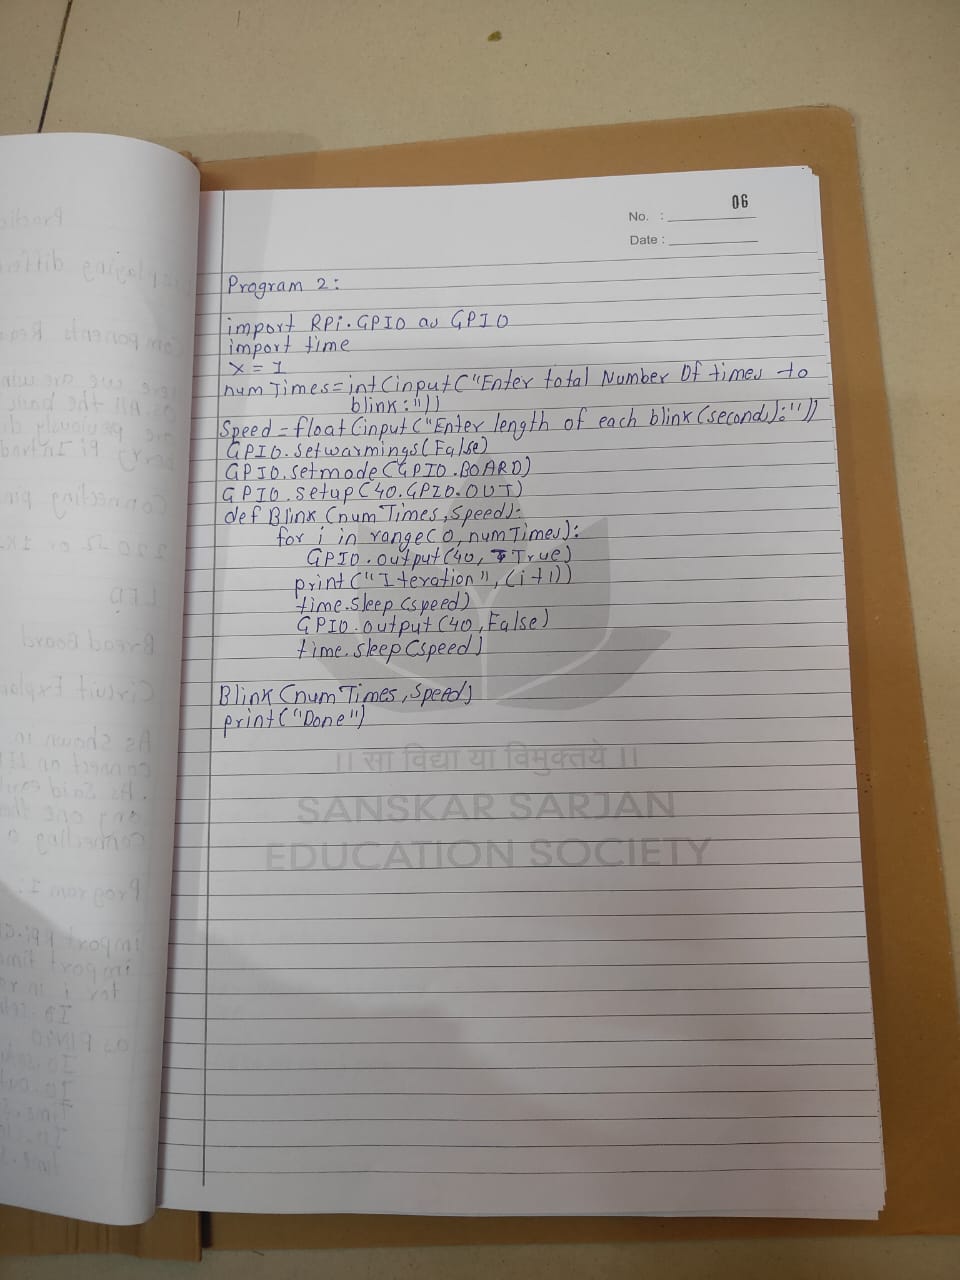 06
No. :
Date :
Program 2:
import RPi.GPIO as GPIO
import time
x = 1
numTimes=int(input("Enter total Number Of times to
blink:"))
Speed = float(input("Enter length of each blink(seconds):"))
GPIO.setwarmings(False)
GPIO.setmode(GPIO.BOARD)
GPIO.setup(40.GPIO.OUT)
def Blink(numTimes,Speed):
for i in range(0,numTimes):
GPIO.output(40, True)
print("Iteration",(i+1))
time.sleep(speed)
GPIO.output(40,False)
time.sleep(speed)
Blink(numTimes,Speed)
print("Done")
।। सा विद्या या विमुक्तये ।।
SANSKAR SARJAN
EDUCATION SOCIETY